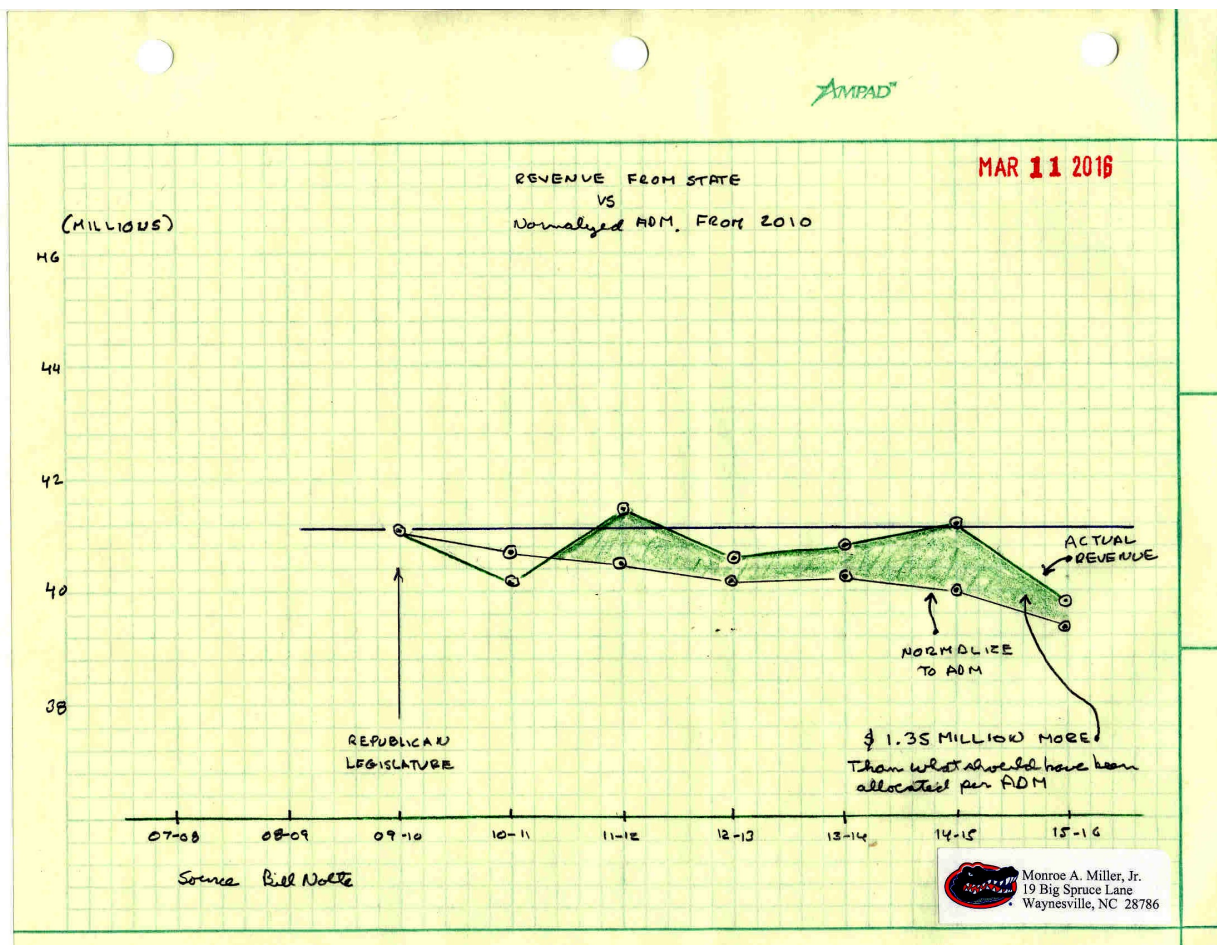 AMPAD™
MAR 11 2016
REVENUE FROM STATE
VS
Normalyzed ADM. FROM 2010
(MILLIONS)
46
44
42
40
38
ACTUAL
REVENUE
NORMALIZE
TO ADM
REPUBLICAN
LEGISLATURE
$ 1.35 MILLION MORE
Than what should have been
allocated per ADM
07-08 08-09 09-10 10-11 11-12 12-13 13-14 14-15 15-16
Source Bill Nolte
Monroe A. Miller, Jr.
19 Big Spruce Lane
Waynesville, NC 28786